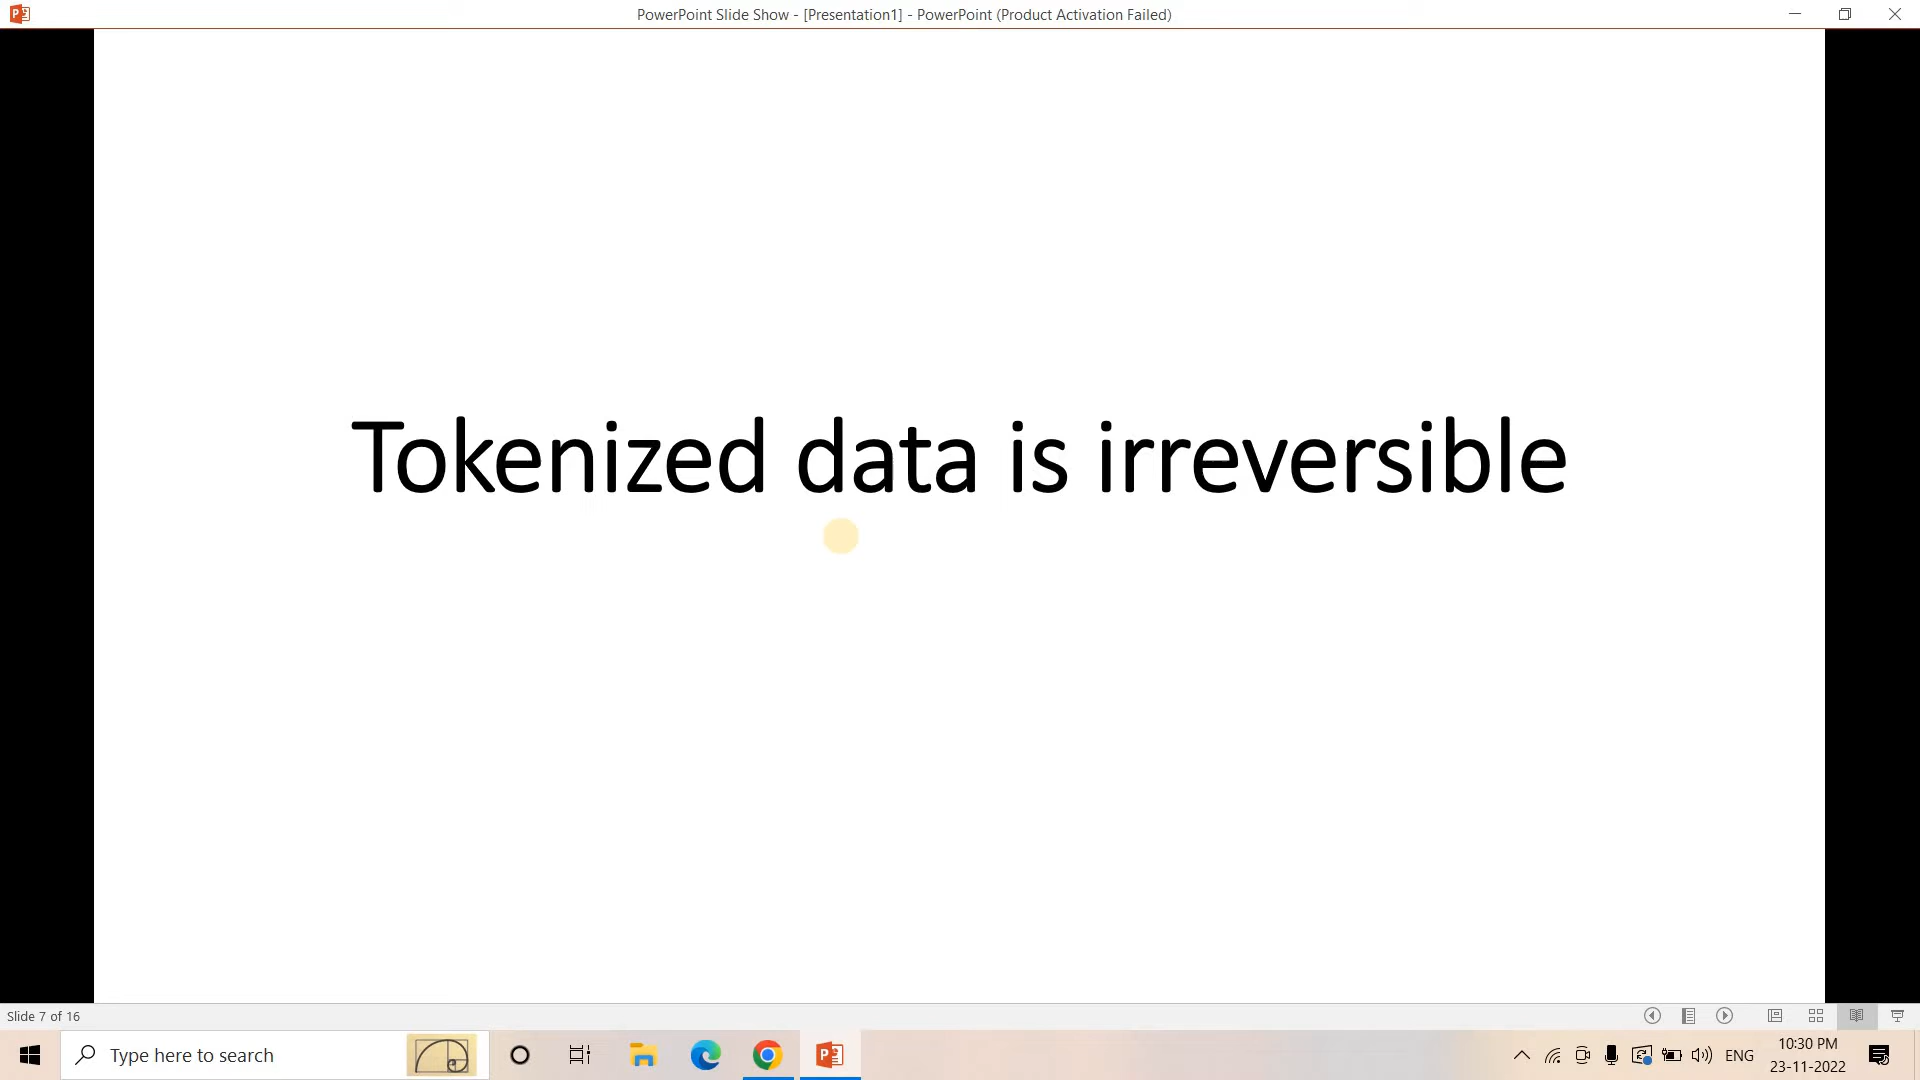 PowerPoint Slide Show - [Presentation1] - PowerPoint (Product Activation Failed)
Tokenized data is irreversible
Slide 7 of 16
Type here to search
ENG
10:30 PM
23-11-2022